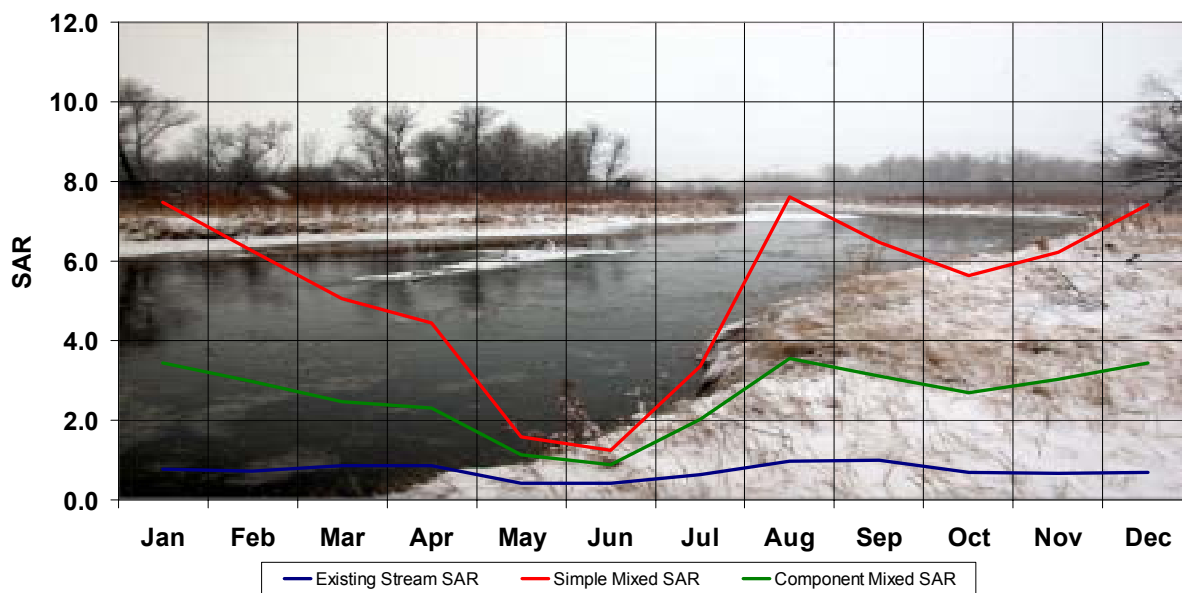 12.0
10.0
8.0
6.0
4.0
2.0
0.0
SAR
Jan Feb Mar Apr May Jun Jul Aug Sep Oct Nov Dec
Existing Stream SAR Simple Mixed SAR Component Mixed SAR